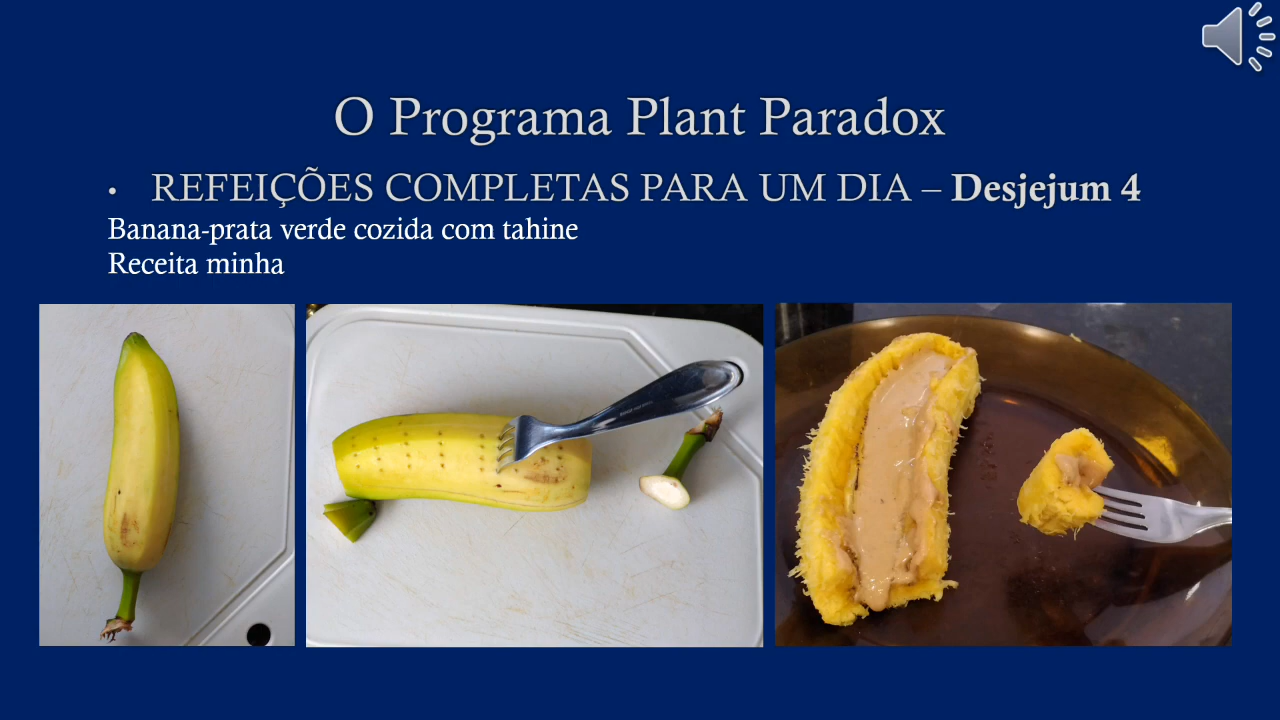 O Programa Plant Paradox
• REFEIÇÕES COMPLETAS PARA UM DIA – Desjejum 4
Banana-prata verde cozida com tahine
Receita minha